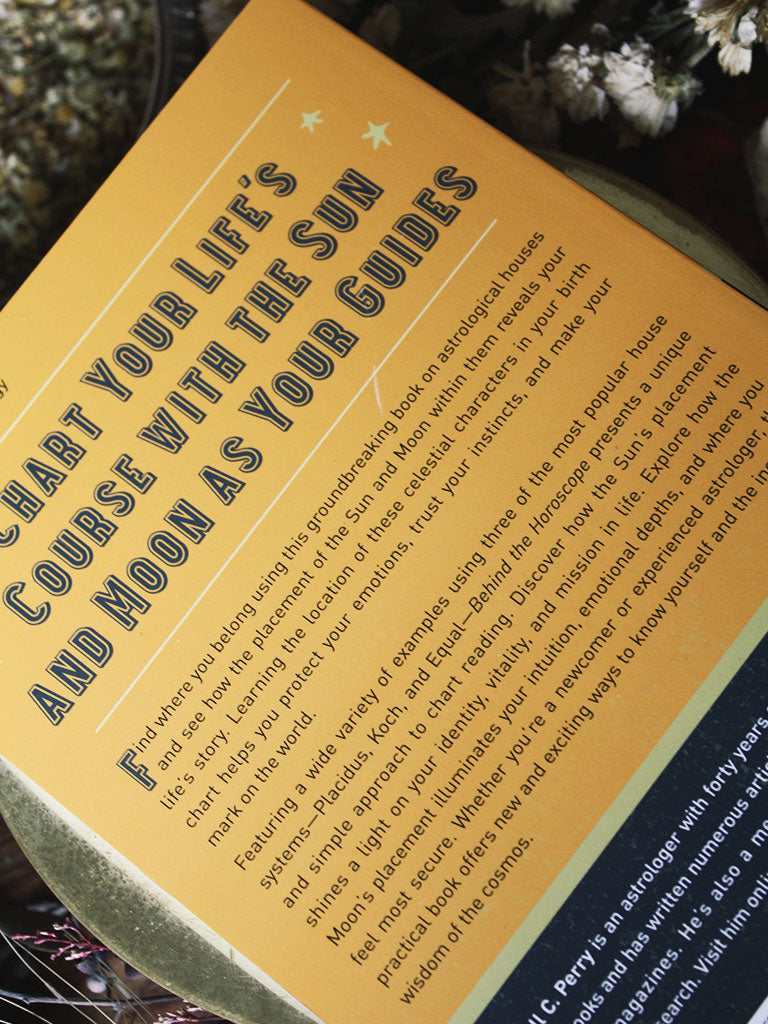 CHART YOUR LIFE'S
COURSE WITH THE SUN
AND MOON AS YOUR GUIDES
Find where you belong using this groundbreaking book on astrological houses
and see how the placement of the Sun and Moon within them reveals your
life's story. Learning the location of these celestial characters in your birth
chart helps you protect your emotions, trust your instincts, and make your
mark on the world.
Featuring a wide variety of examples using three of the most popular house
systems—Placidus, Koch, and Equal—Behind the Horoscope presents a unique
and simple approach to chart reading. Discover how the Sun's placement
shines a light on your identity, vitality, and mission in life. Explore how the
Moon's placement illuminates your intuition, emotional depths, and where you
feel most secure. Whether you're a newcomer or experienced astrologer,
practical book offers new and exciting ways to know yourself and the
wisdom of the cosmos.
C. Perry is an astrologer with forty years
and has written numerous
magazines. He's also a
Visit him